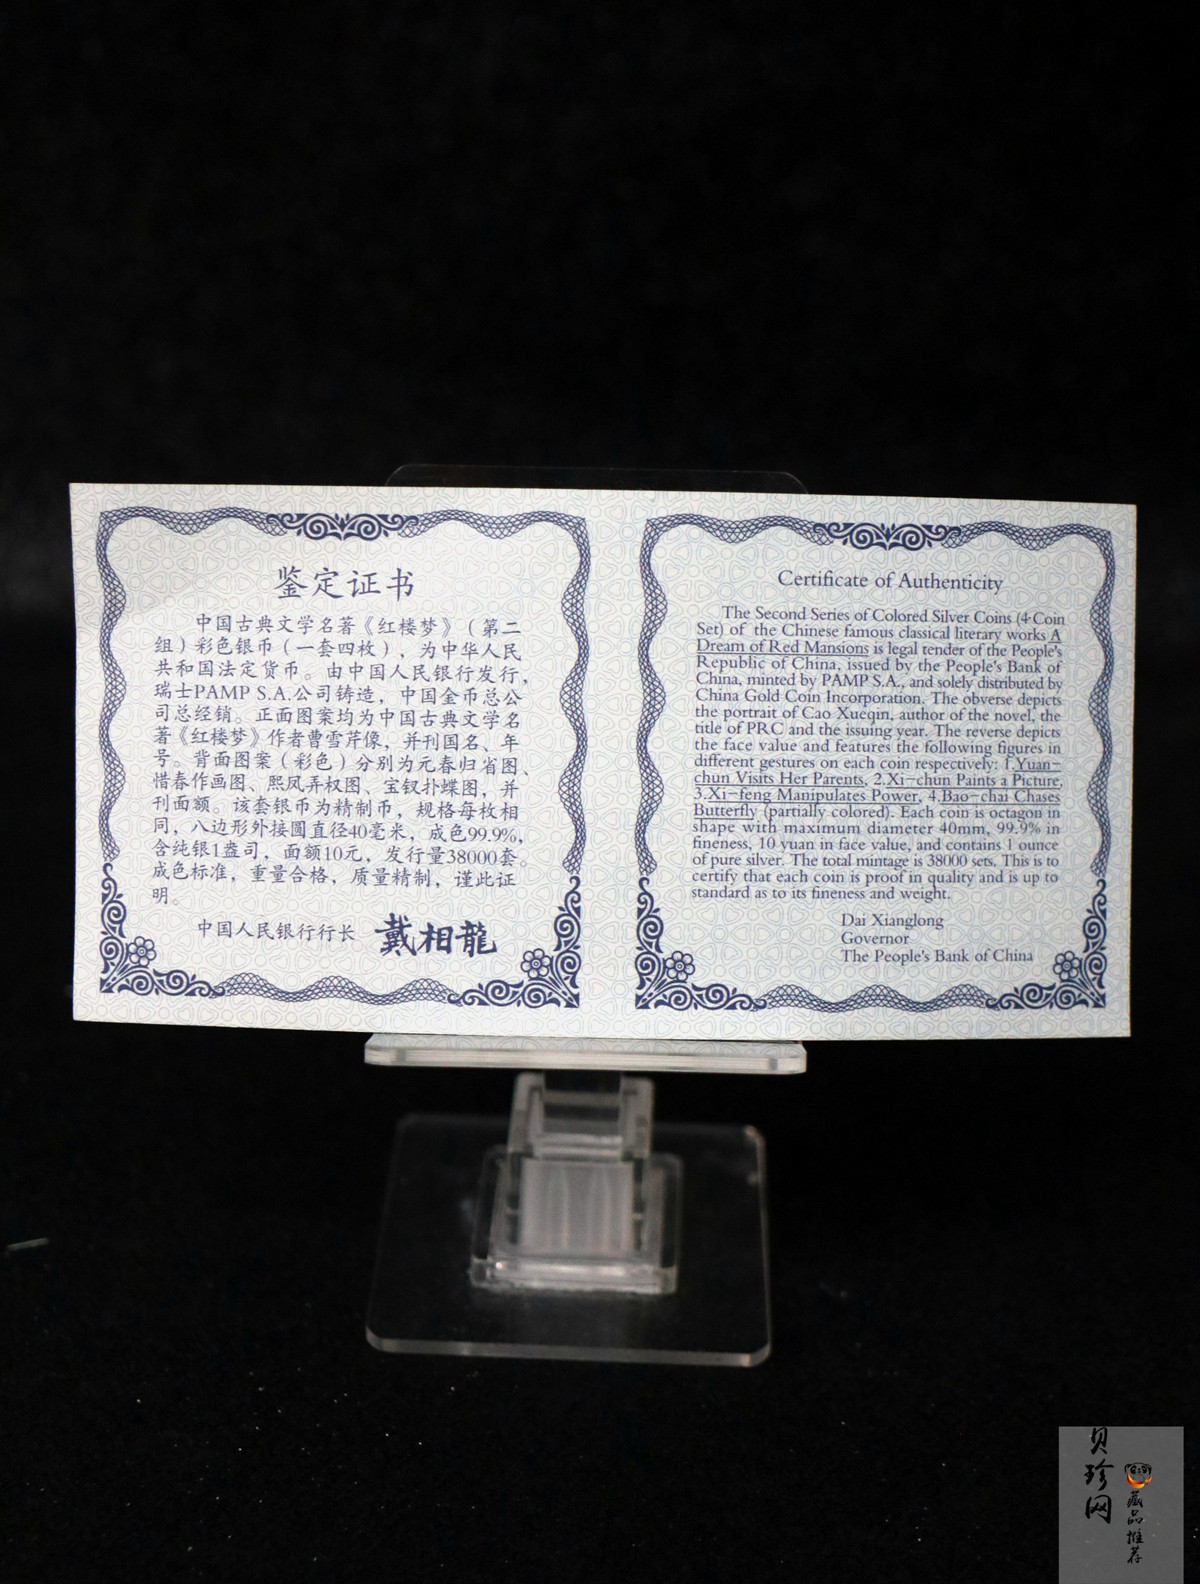 鉴定证书
中国古典文学名著《红楼梦》（第二
组）彩色银币（一套四枚），为中华人民
共和国法定货币。由中国人民银行发行，
瑞士PAMP S.A.公司铸造，中国金币总公
司总经销。正面图案均为中国古典文学名
著《红楼梦》作者曹雪芹像，并刊国名、年
号。背面图案（彩色）分别为元春归省图、
惜春作画图、熙凤弄权图、宝钗扑蝶图，并
刊面额。该套银币为精制币，规格每枚相
同，八边形外接圆直径40毫米，成色99.9%，
含纯银1盎司，面额10元，发行量38000套。
成色标准，重量合格，质量精制，谨此证
明。
中国人民银行行长 戴相龍
Certificate of Authenticity
The Second Series of Colored Silver Coins (4-Coin
Set) of the Chinese famous classical literary works A
Dream of Red Mansions is legal tender of the People's
Republic of China, issued by the People's Bank of
China, minted by PAMP S.A., and solely distributed by
China Gold Coin Incorporation. The obverse depicts
the portrait of Cao Xueqin, author of the novel, the
title of PRC and the issuing year. The reverse depicts
the face value and features the following figures in
different gestures on each coin respectively: 1.Yuan-
chun Visits Her Parents, 2.Xi-chun Paints a Picture,
3.Xi-feng Manipulates Power, 4.Bao-chai Chases
Butterfly (partially colored). Each coin is octagon in
shape with maximum diameter 40mm, 99.9% in
fineness, 10 yuan in face value, and contains 1 ounce
of pure silver. The total mintage is 38000 sets. This is to
certify that each coin is proof in quality and is up to
standard as to its fineness and weight.
Dai Xianglong
Governor
The People's Bank of China
贝珍网
藏品推荐